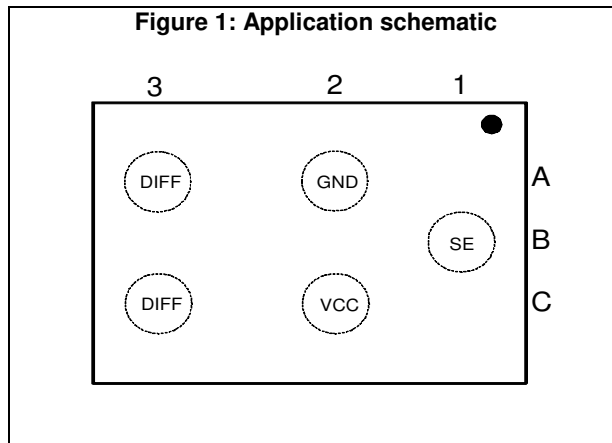 Figure 1: Application schematic
3 2 1
DIFF GND A
SE B
DIFF VCC C